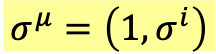 σ^μ = (1, σ^i)